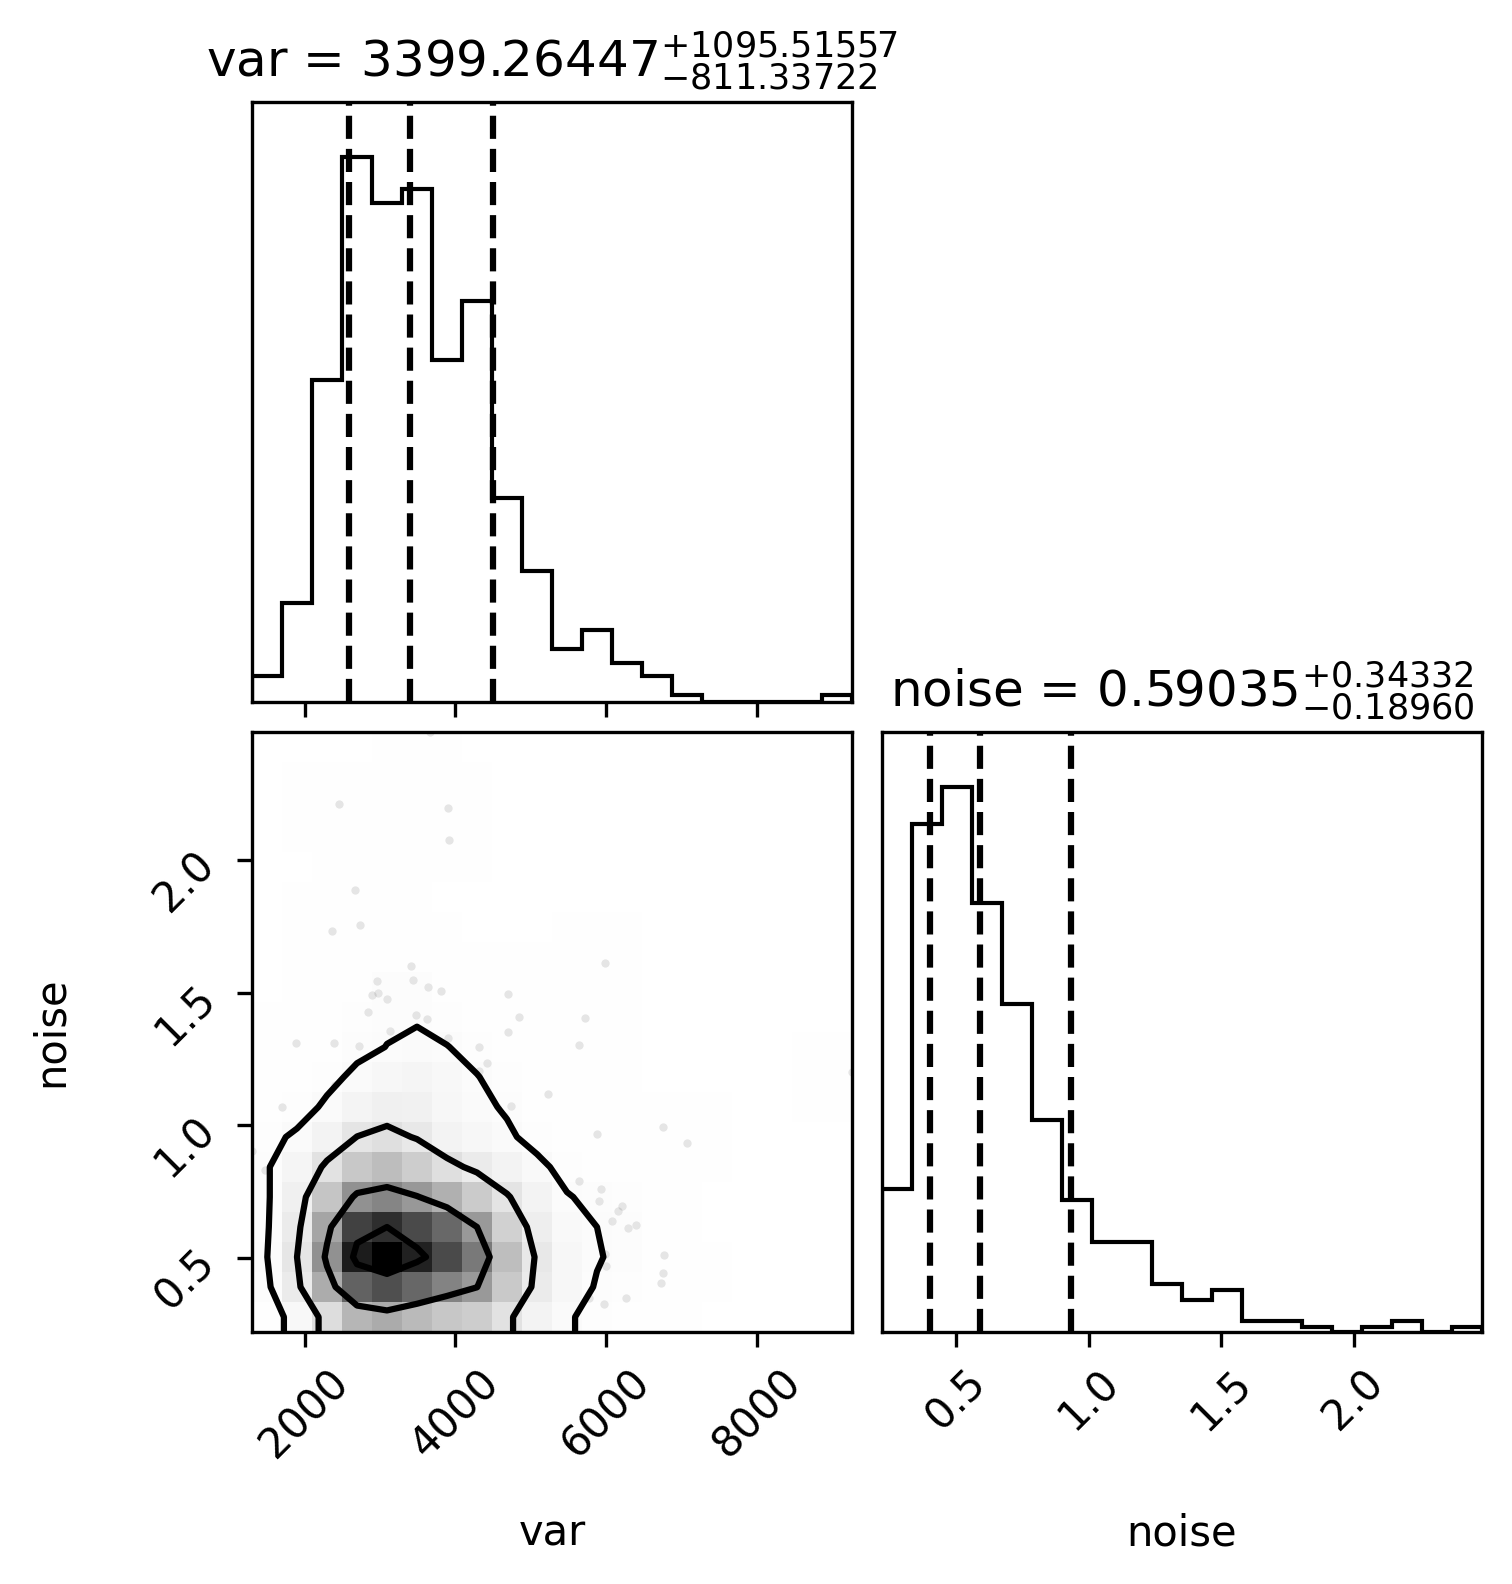 var = 3399.26447+1095.51557−811.33722
noise = 0.59035+0.34332−0.18960
noise
2.0
1.5
1.0
0.5
2000 4000 6000 8000
0.5 1.0 1.5 2.0
var
noise